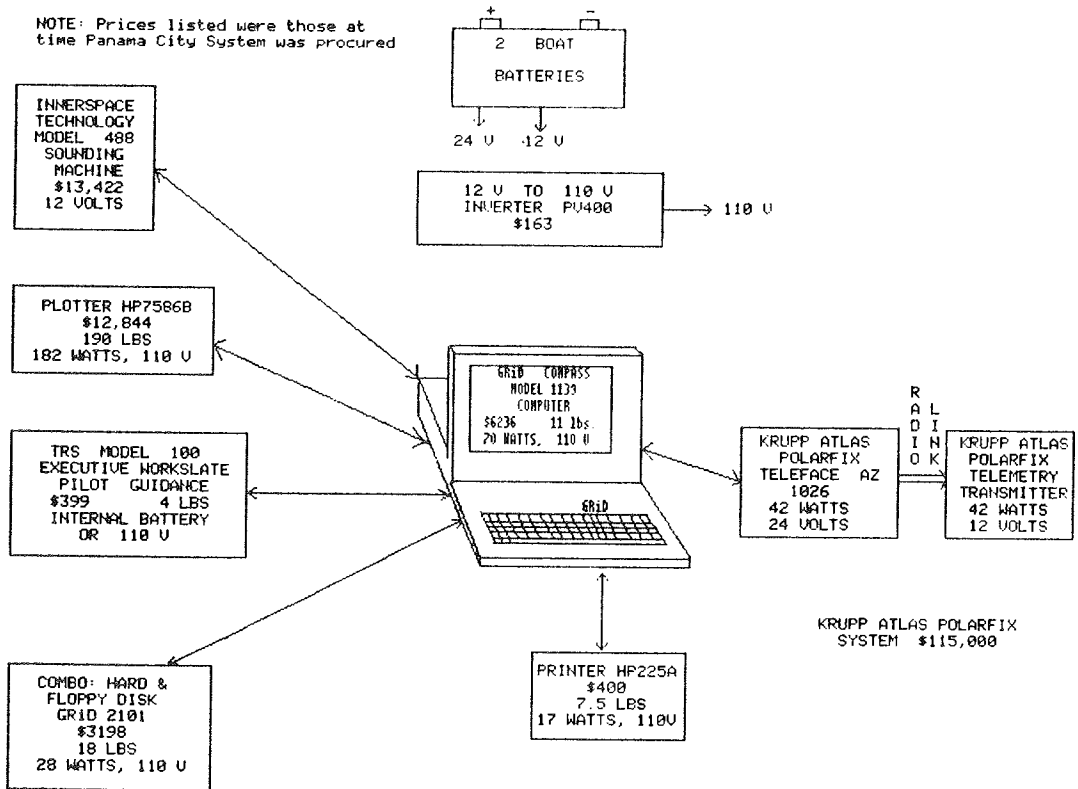 NOTE: Prices listed were those at
time Panama City System was procured
+ -
2 BOAT
BATTERIES
24 V 12 V
12 V TO 110 V
INVERTER PV400
$163
110 V
INNERSPACE
TECHNOLOGY
MODEL 488
SOUNDING
MACHINE
$13,422
12 VOLTS
PLOTTER HP7586B
$12,844
190 LBS
182 WATTS, 110 V
TRS MODEL 100
EXECUTIVE WORKSLATE
PILOT GUIDANCE
$399 4 LBS
INTERNAL BATTERY
OR 110 V
COMBO: HARD &
FLOPPY DISK
GRiD 2101
$3198
18 LBS
28 WATTS, 110 V
GRiD COMPASS
MODEL 1139
COMPUTER
$6236 11 lbs.
70 WATTS, 110 V
GRiD
PRINTER HP225A
$400
7.5 LBS
17 WATTS, 110V
KRUPP ATLAS
POLARFIX
TELEFACE AZ
1026
42 WATTS
24 VOLTS
RADIO
LINK
KRUPP ATLAS
POLARFIX
TELEMETRY
TRANSMITTER
42 WATTS
12 VOLTS
KRUPP ATLAS POLARFIX
SYSTEM $115,000